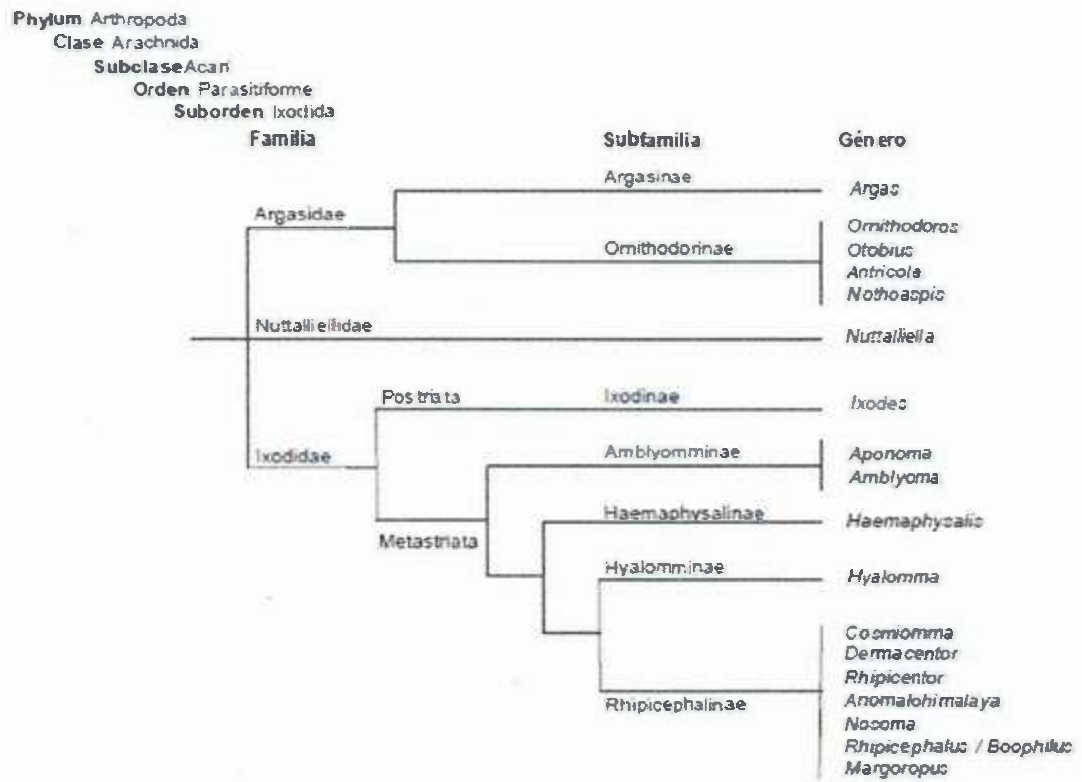 Phylum Arthropoda
Clase Arachnida
Subclase Acari
Orden Parasitiforme
Suborden Ixodida
Familia Subfamilia Género
Argasinae Argas
Argasidae
Ornithodoros
Ornithodorinae Otobius
Antricola
Nothoaspis
Nuttalliellidae Nuttalliella
Postriata Ixodinae Ixodes
Ixodidae Amblyomminae Aponoma
Amblyoma
Metastriata Haemaphysalinae Haemaphysalis
Hyalomminae Hyalomma
Cosmiomma
Dermacentor
Rhipicentor
Rhipicephalinae Anomalohimalaya
Nosoma
Rhipicephalus / Boophilus
Margoropus